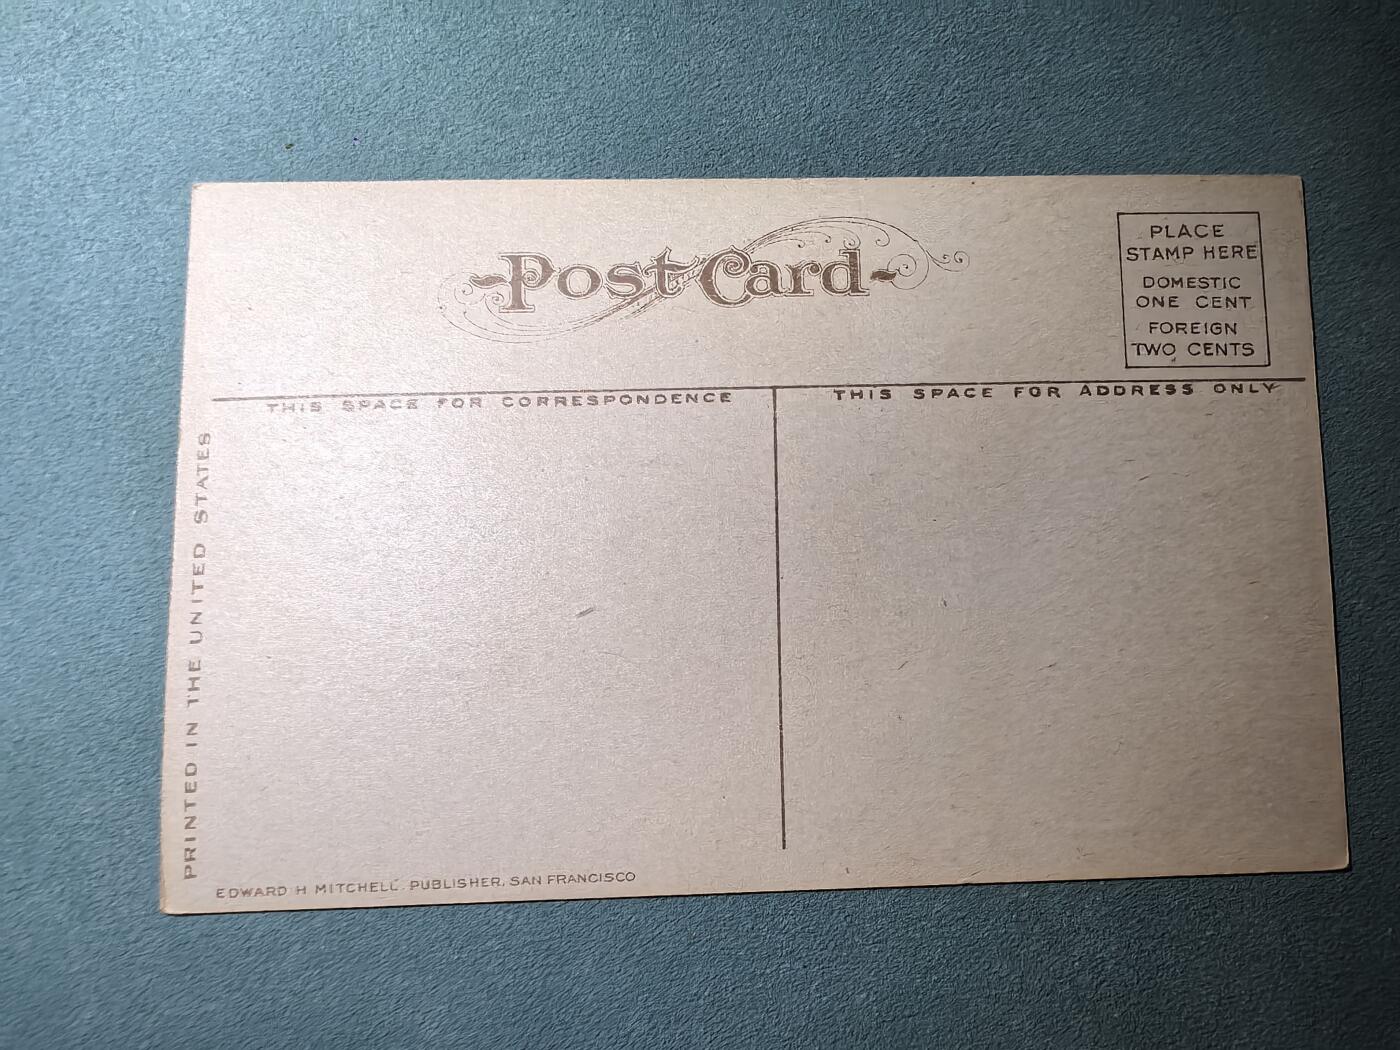 Post Card
PLACE
STAMP HERE
DOMESTIC
ONE CENT
FOREIGN
TWO CENTS
THIS SPACE FOR CORRESPONDENCE
THIS SPACE FOR ADDRESS ONLY
PRINTED IN THE UNITED STATES
EDWARD H MITCHELL. PUBLISHER, SAN FRANCISCO